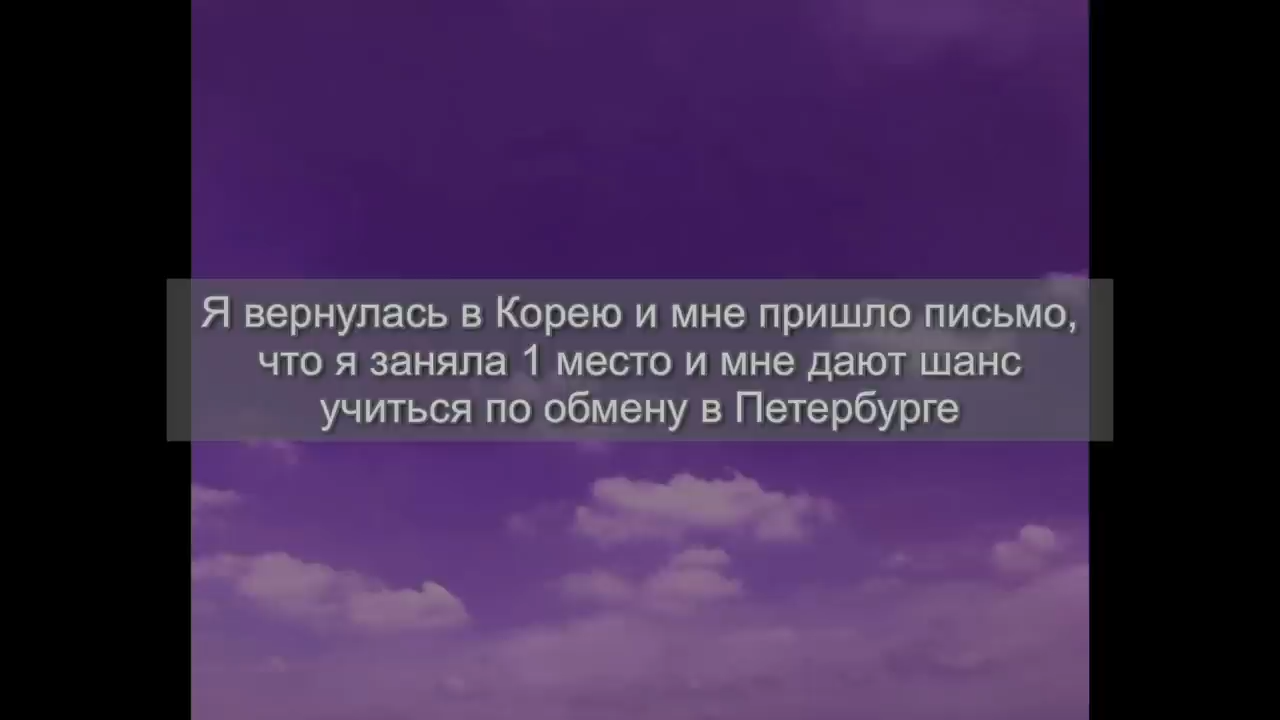 Я вернулась в Корею и мне пришло письмо,
что я заняла 1 место и мне дают шанс
учиться по обмену в Петербурге